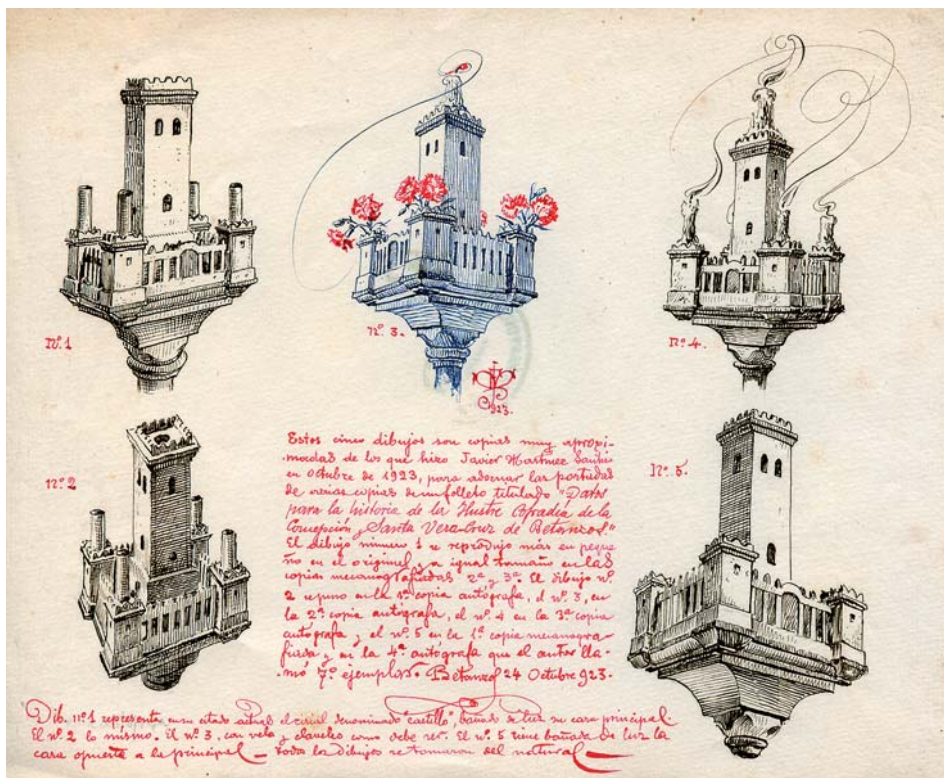 Nº. 1
Nº. 3.
Nº. 4.
923.
nº. 2
Nº. 5.
Estos cinco dibujos son copias muy aproxi-
madas de los que hizo Javier Martínez Santiso
en Octubre de 1923, para adornar las portadas
de varias copias de un folleto titulado "Datos
para la historia de la Ilustre Cofradía de la
Concepción y Santa Vera-Cruz de Betanzos."
El dibujo número 1 se reprodujo más en peque
ño en el original y a igual tamaño en las
copias mecanografiadas 2ª y 3ª. El dibujo nº.
2 se puso en la 1ª copia autógrafa, el nº. 3, en
la 2ª copia autógrafa, el nº. 4 en la 3ª copia
autógrafa y el nº. 5 en la 1ª copia mecanogra
fiada y en la 4ª autógrafa que el autor lla-
mó 7º ejemplar. Betanzos 24 Octubre 923.
Dib. nº. 1 representa en su estado actual el cirial denominado "castillo", bañado de luz su cara principal.
El nº. 2 lo mismo. El nº. 3, con vela y claveles como debe ser. El nº. 5 tiene bañada de luz la
cara opuesta a la principal — Todos los dibujos se tomaron del natural —